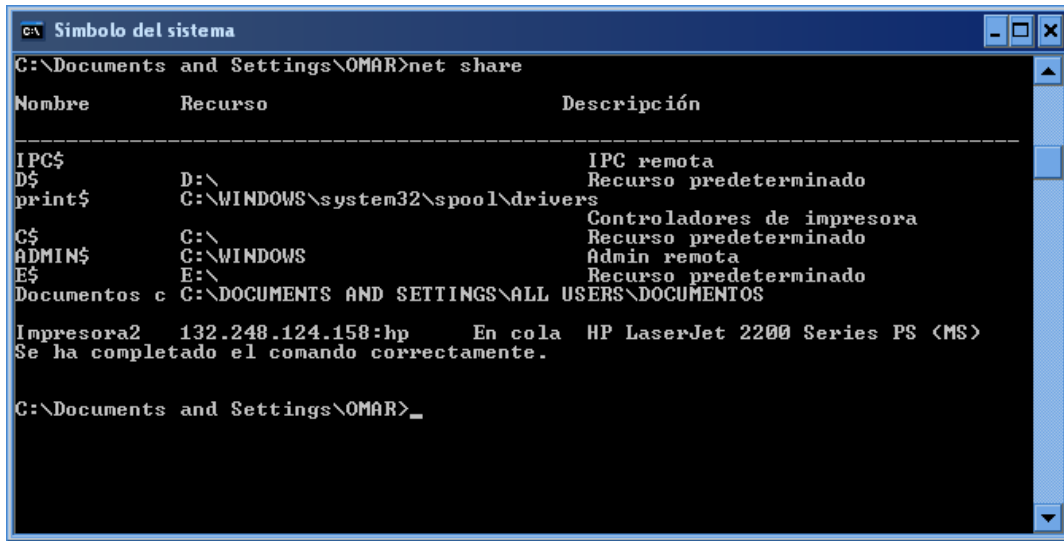 Símbolo del sistema
C:\Documents and Settings\OMAR>net share
Nombre Recurso Descripción
-------------------------------------------------------------------------------
IPC$ IPC remota
D$ D:\ Recurso predeterminado
print$ C:\WINDOWS\system32\spool\drivers
Controladores de impresora
C$ C:\ Recurso predeterminado
ADMIN$ C:\WINDOWS Admin remota
E$ E:\ Recurso predeterminado
Documentos c C:\DOCUMENTS AND SETTINGS\ALL USERS\DOCUMENTOS
Impresora2 132.248.124.158:hp En cola HP LaserJet 2200 Series PS (MS)
Se ha completado el comando correctamente.
C:\Documents and Settings\OMAR>_